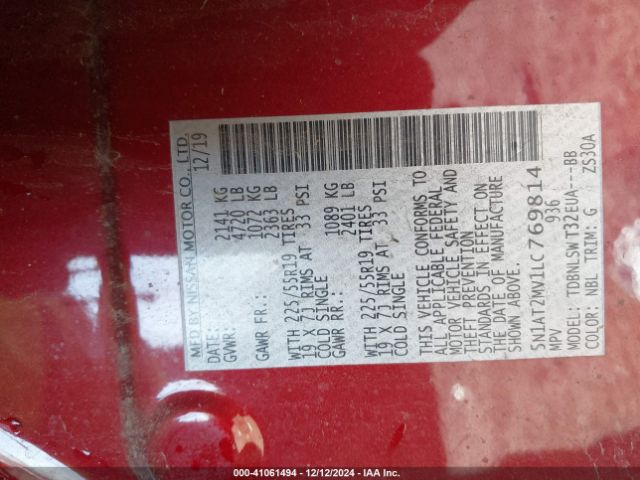 MFD BY NISSAN MOTOR CO., LTD.
DATE: 12/19
GVWR: 2141 KG
4720 LB
GAWR FR.: 1072 KG
2363 LB
WITH 225/55R19 TIRES
19 X 7J RIMS AT 33 PSI
COLD SINGLE
GAWR RR.: 1089 KG
2401 LB
WITH 225/55R19 TIRES
19 X 7J RIMS AT 33 PSI
COLD SINGLE
THIS VEHICLE CONFORMS TO
ALL APPLICABLE FEDERAL
MOTOR VEHICLE SAFETY AND
THEFT PREVENTION
STANDARDS IN EFFECT ON
THE DATE OF MANUFACTURE
SHOWN ABOVE.
5N1AT2MV1LC769814
MPV 936
MODEL: TDBNLSW T32EUA---BB
COLOR: NBL TRIM: G ZS30A
000-41061494 - 12/12/2024 - IAA Inc.